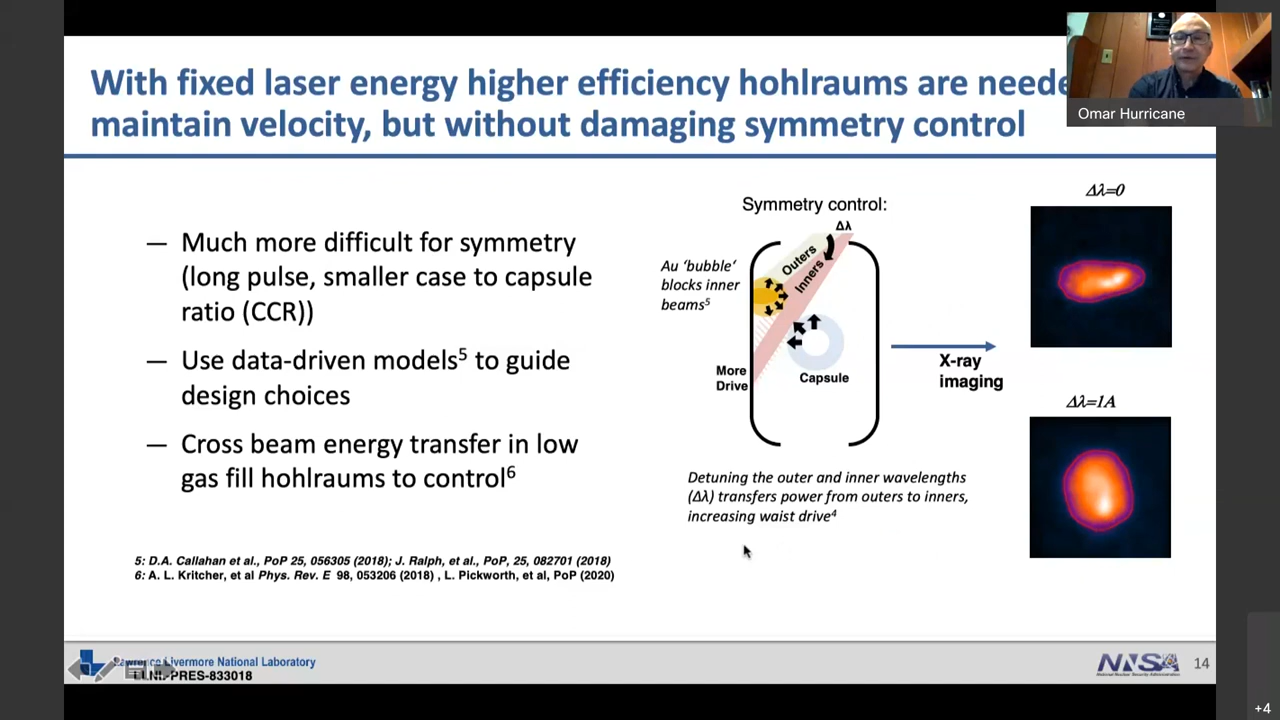 With fixed laser energy higher efficiency hohlraums are neede
maintain velocity, but without damaging symmetry control
Omar Hurricane
— Much more difficult for symmetry
(long pulse, smaller case to capsule
ratio (CCR))
— Use data-driven models⁵ to guide
design choices
— Cross beam energy transfer in low
gas fill hohlraums to control⁶
Symmetry control:
Δλ
Au ‘bubble‘
blocks inner
beams⁵
Outers
Inners
More
Drive
Capsule
X-ray
imaging
Δλ=0
Δλ=1A
Detuning the outer and inner wavelengths
(Δλ) transfers power from outers to inners,
increasing waist drive⁴
5: D.A. Callahan et al., PoP 25, 056305 (2018); J. Ralph, et al., PoP, 25, 082701 (2018)
6: A. L. Kritcher, et al Phys. Rev. E 98, 053206 (2018) , L. Pickworth, et al, PoP (2020)
Lawrence Livermore National Laboratory
LLNL-PRES-833018
NNSA
National Nuclear Security Administration
14
+4